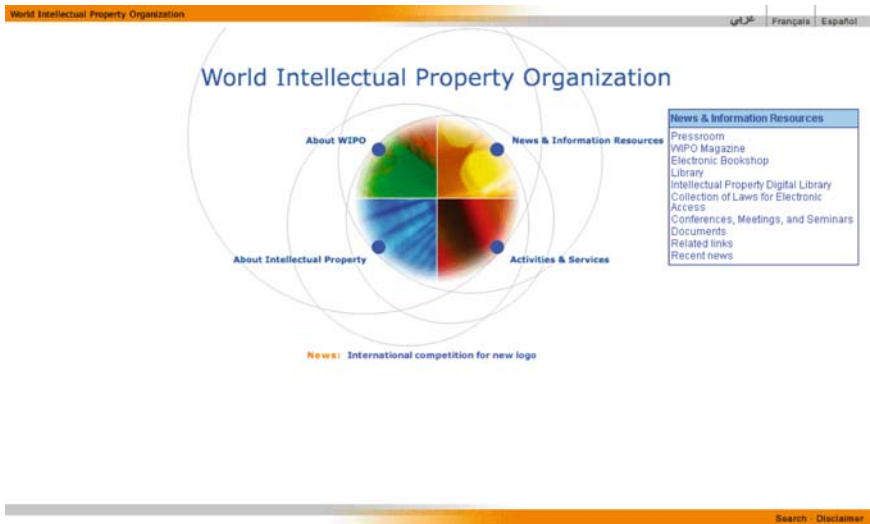 World Intellectual Property Organization
عربي Français Español
World Intellectual Property Organization
About WIPO
News & Information Resources
About Intellectual Property
Activities & Services
News & Information Resources
Pressroom
WIPO Magazine
Electronic Bookshop
Library
Intellectual Property Digital Library
Collection of Laws for Electronic
Access
Conferences, Meetings, and Seminars
Documents
Related links
Recent news
News: International competition for new logo
Search - Disclaimer